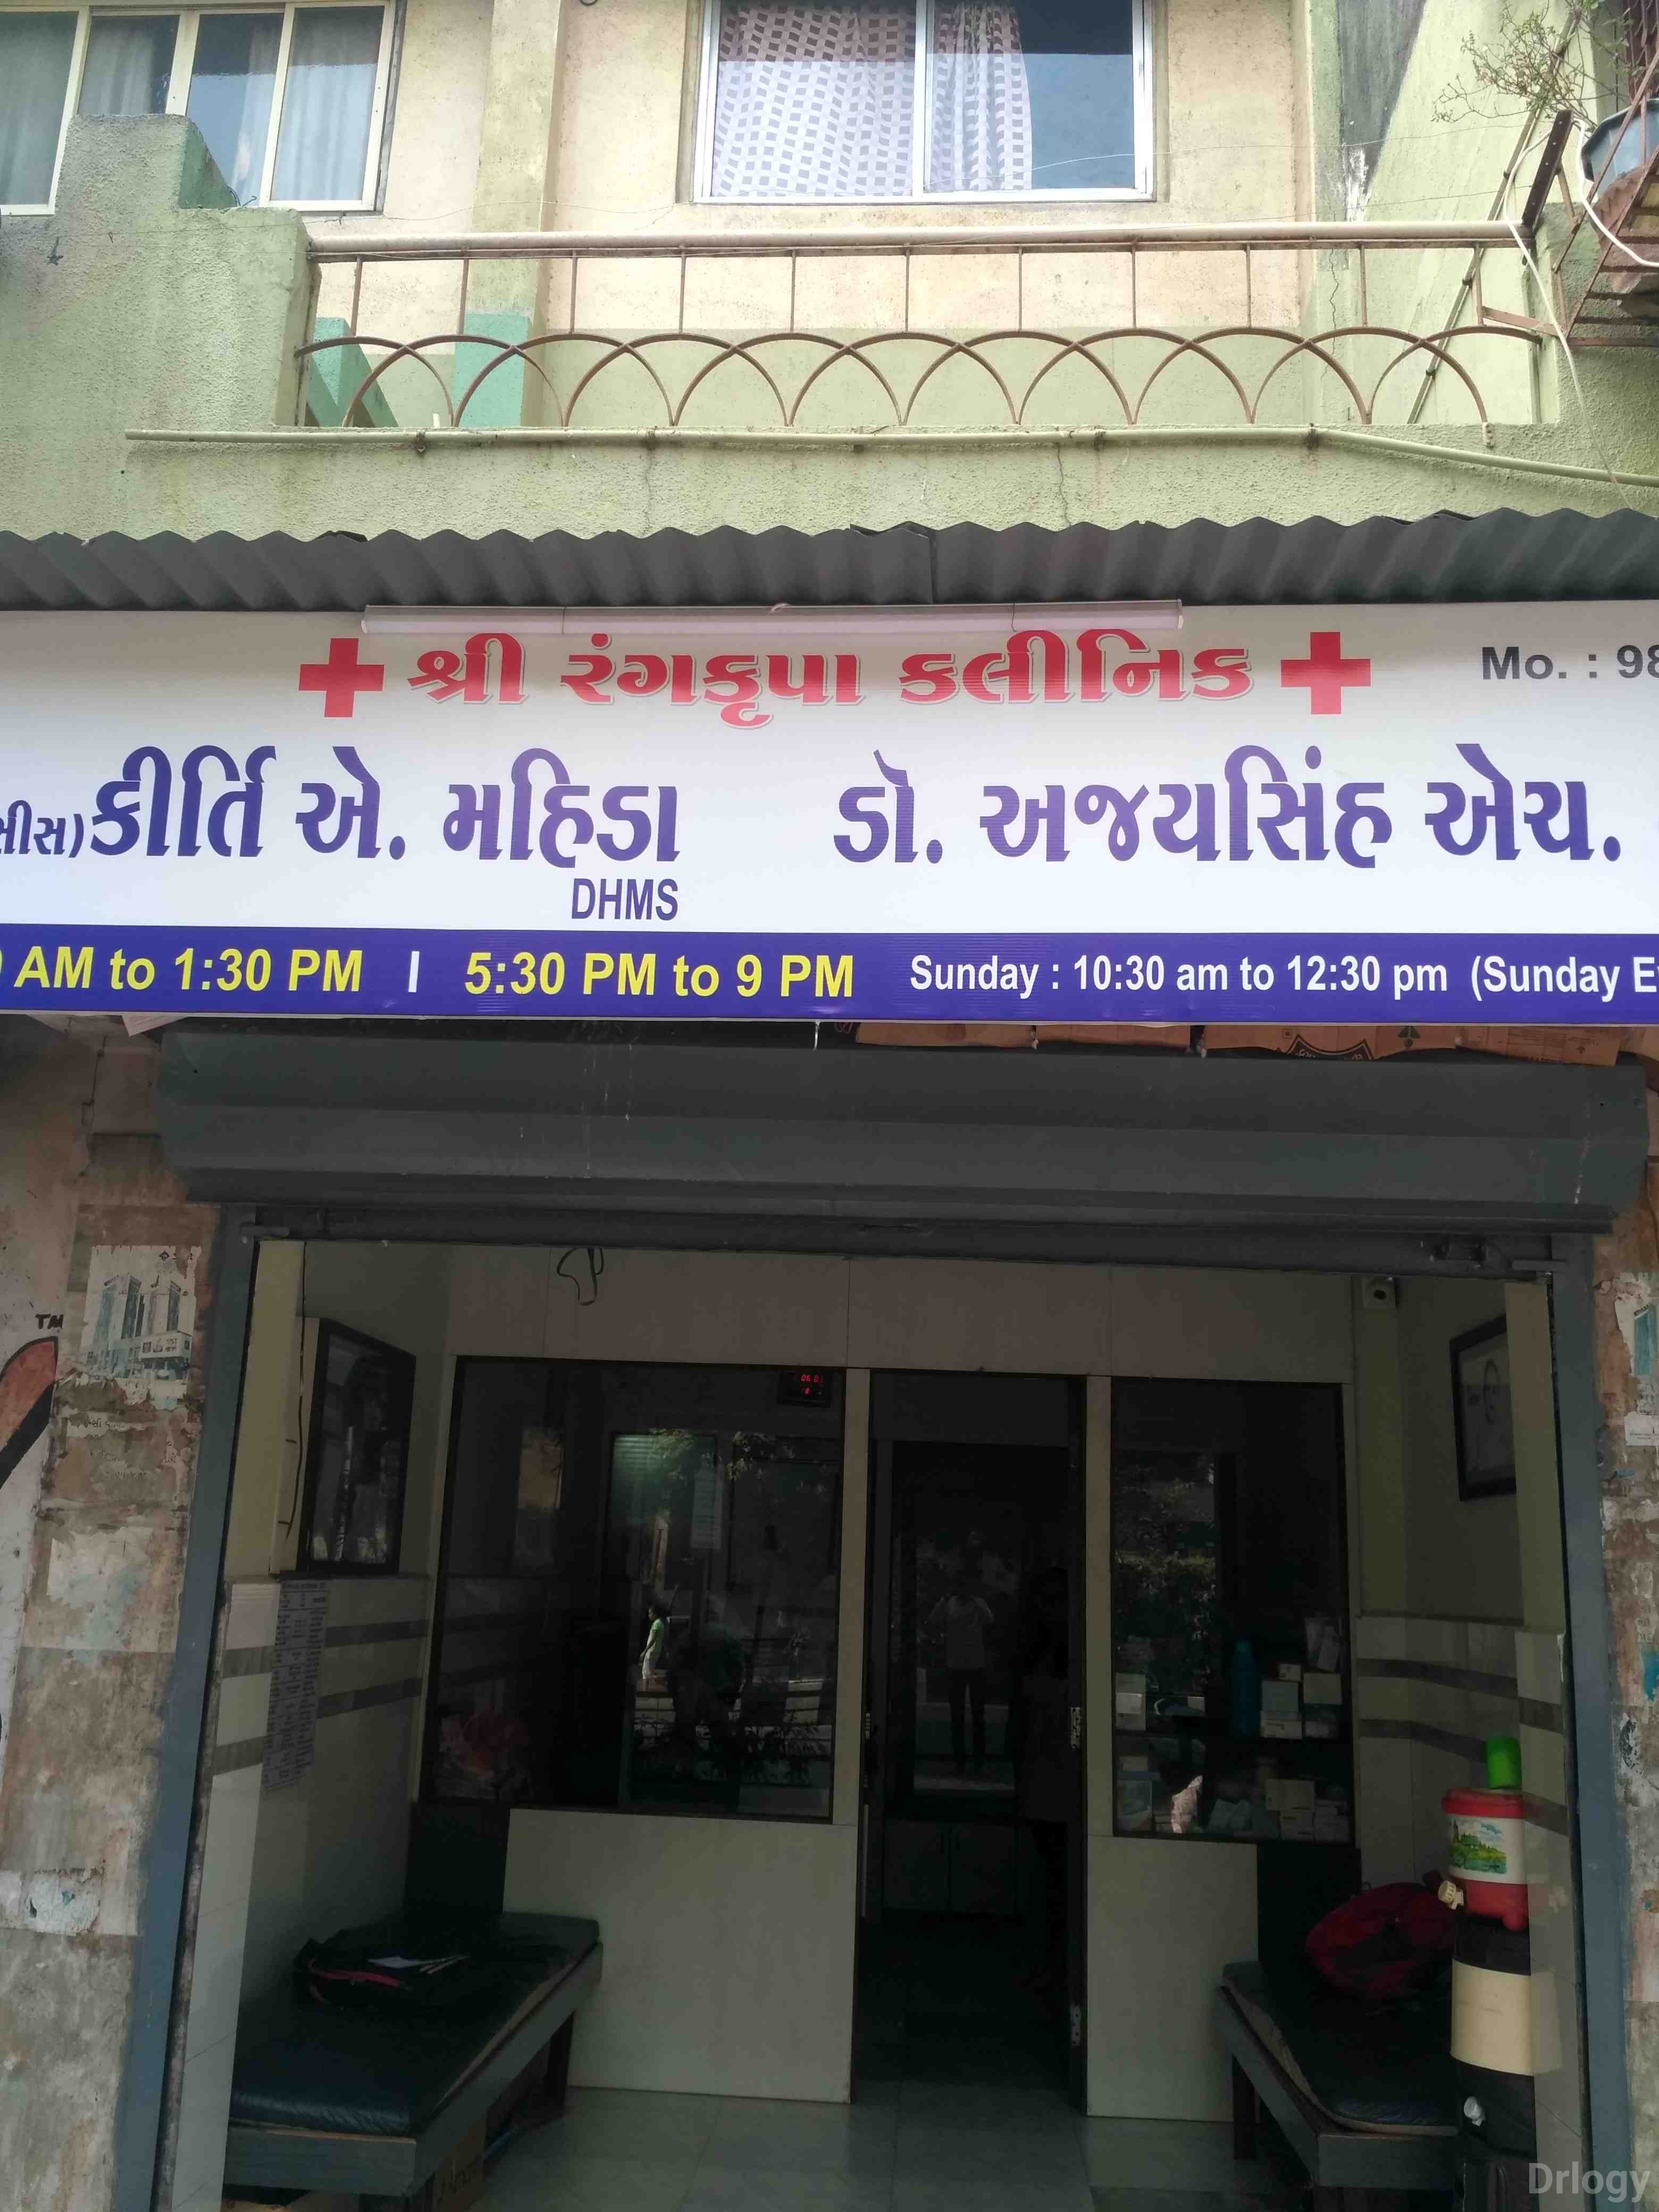 શ્રી રંગકૃપા કલીનિક
Mo. : 98
કીર્તિ એ. મહિડા ડૉ. અજયસિંહ એચ.
DHMS
AM to 1:30 PM | 5:30 PM to 9 PM Sunday : 10:30 am to 12:30 pm (Sunday
TM
Drlogy